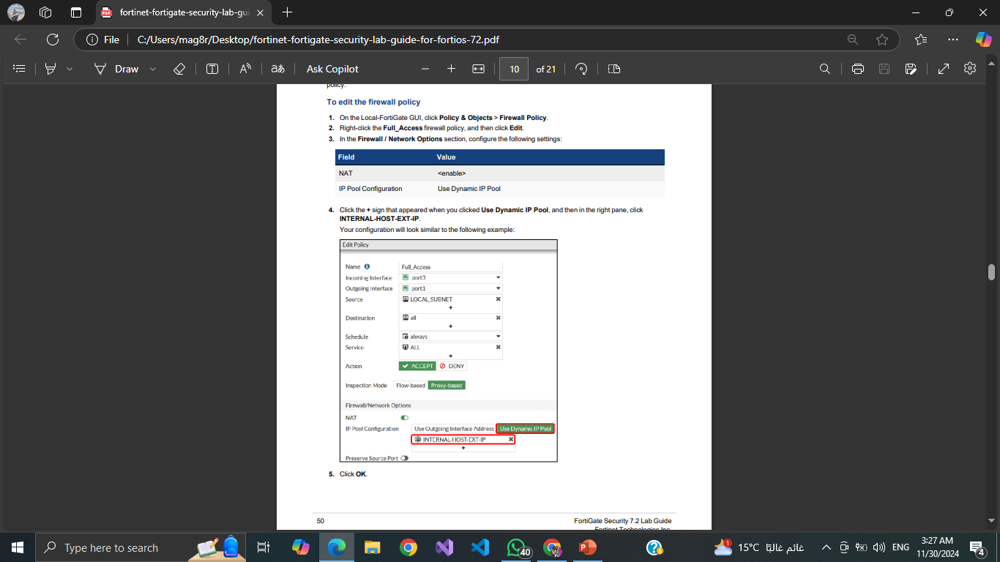 fortinet-fortigate-security-lab-gui
File C:/Users/mag8r/Desktop/fortinet-fortigate-security-lab-guide-for-fortios-72.pdf
Draw aあ Ask Copilot 10 of 21
policy.
To edit the firewall policy
1. On the Local-FortiGate GUI, click Policy & Objects > Firewall Policy.
2. Right-click the Full_Access firewall policy, and then click Edit.
3. In the Firewall / Network Options section, configure the following settings:
Field Value
NAT <enable>
IP Pool Configuration Use Dynamic IP Pool
4. Click the + sign that appeared when you clicked Use Dynamic IP Pool, and then in the right pane, click
INTERNAL-HOST-EXT-IP.
Your configuration will look similar to the following example:
Edit Policy
Name Full_Access
Incoming Interface port3
Outgoing Interface port1
Source LOCAL_SUBNET
+
Destination all
+
Schedule always
Service ALL
+
Action ACCEPT DENY
Inspection Mode Flow-based Proxy-based
Firewall/Network Options
NAT
IP Pool Configuration Use Outgoing Interface Address Use Dynamic IP Pool
INTERNAL-HOST-EXT-IP
+
Preserve Source Port
5. Click OK.
50 FortiGate Security 7.2 Lab Guide
Fortinet Technologies Inc.
Type here to search 40 1 15°C غائم غالبًا ENG 3:27 AM
11/30/2024 4